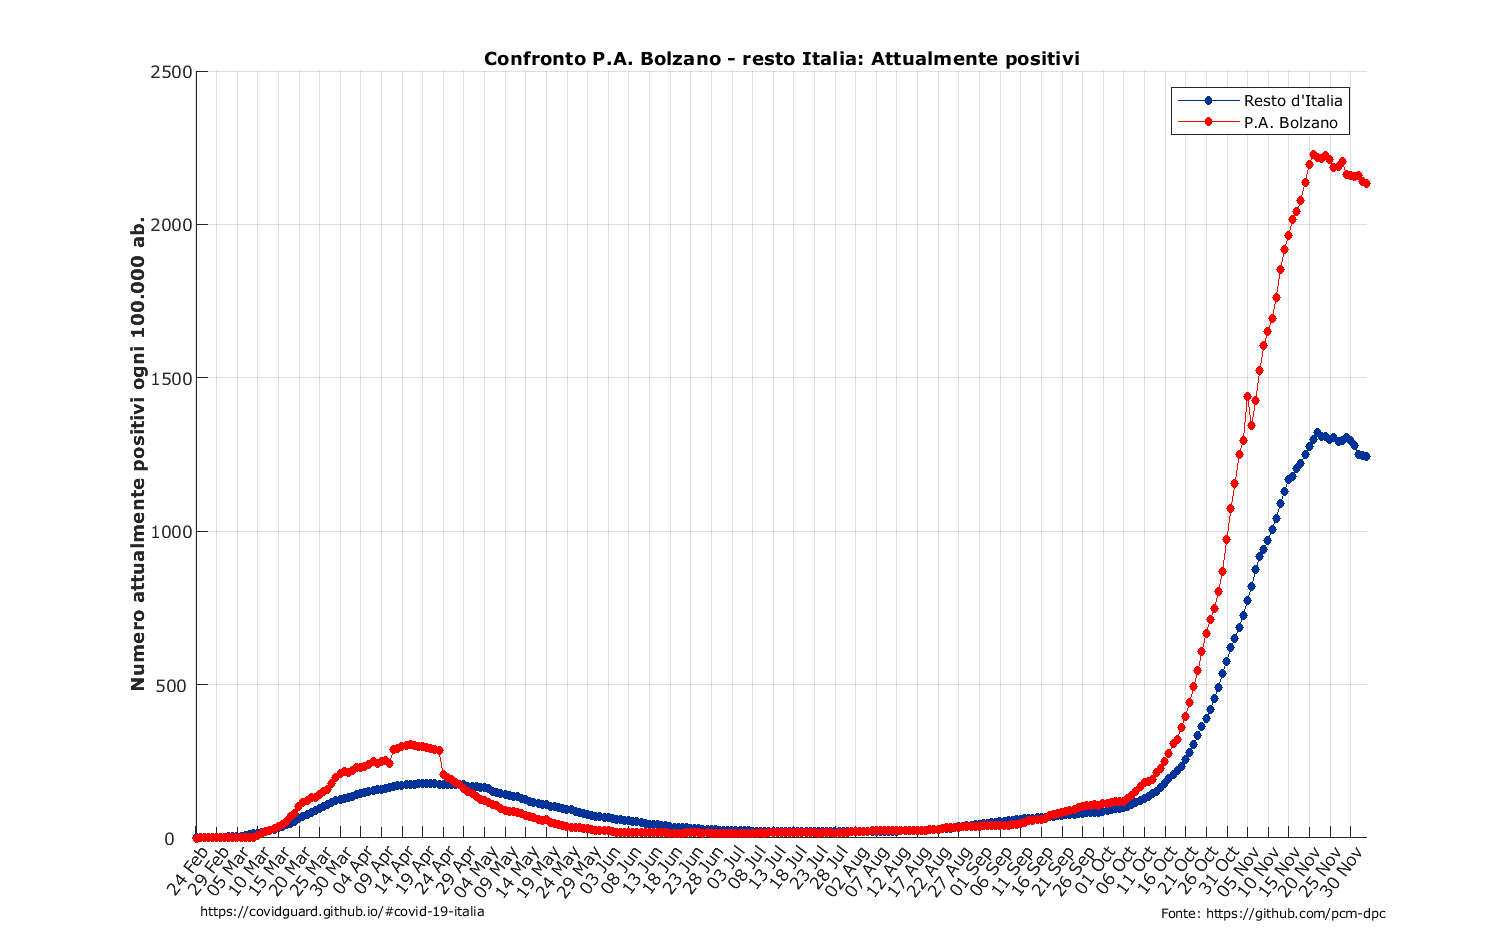 Confronto P.A. Bolzano - resto Italia: Attualmente positivi
Resto d'Italia
P.A. Bolzano
Numero attualmente positivi ogni 100.000 ab.
2500
2000
1500
1000
500
0
24 Feb
29 Feb
05 Mar
10 Mar
15 Mar
20 Mar
25 Mar
30 Mar
04 Apr
09 Apr
14 Apr
19 Apr
24 Apr
29 Apr
04 May
09 May
14 May
19 May
24 May
29 May
03 Jun
08 Jun
13 Jun
18 Jun
23 Jun
28 Jun
03 Jul
08 Jul
13 Jul
18 Jul
23 Jul
28 Jul
02 Aug
07 Aug
12 Aug
17 Aug
22 Aug
27 Aug
01 Sep
06 Sep
11 Sep
16 Sep
21 Sep
26 Sep
01 Oct
06 Oct
11 Oct
16 Oct
21 Oct
26 Oct
31 Oct
05 Nov
10 Nov
15 Nov
20 Nov
25 Nov
30 Nov
https://covidguard.github.io/#covid-19-italia
Fonte: https://github.com/pcm-dpc